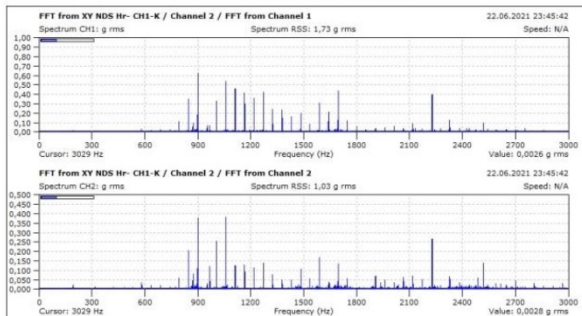 FFT from XY NDS Hr- CH1-K / Channel 2 / FFT from Channel 1 22.06.2021 23:45:42
Spectrum CH1: g rms Spectrum RSS: 1,73 g rms Speed: N/A
1,00
0,90
0,80
0,70
0,60
0,50
0,40
0,30
0,20
0,10
0,00
0 300 600 900 1200 1500 1800 2100 2400 2700 3000
Cursor: 3029 Hz Frequency (Hz) Value: 0,0026 g rms
FFT from XY NDS Hr- CH1-K / Channel 2 / FFT from Channel 2 22.06.2021 23:45:42
Spectrum CH2: g rms Spectrum RSS: 1,03 g rms Speed: N/A
0,500
0,450
0,400
0,350
0,300
0,250
0,200
0,150
0,100
0,050
0,000
0 300 600 900 1200 1500 1800 2100 2400 2700 3000
Cursor: 3029 Hz Frequency (Hz) Value: 0,0028 g rms